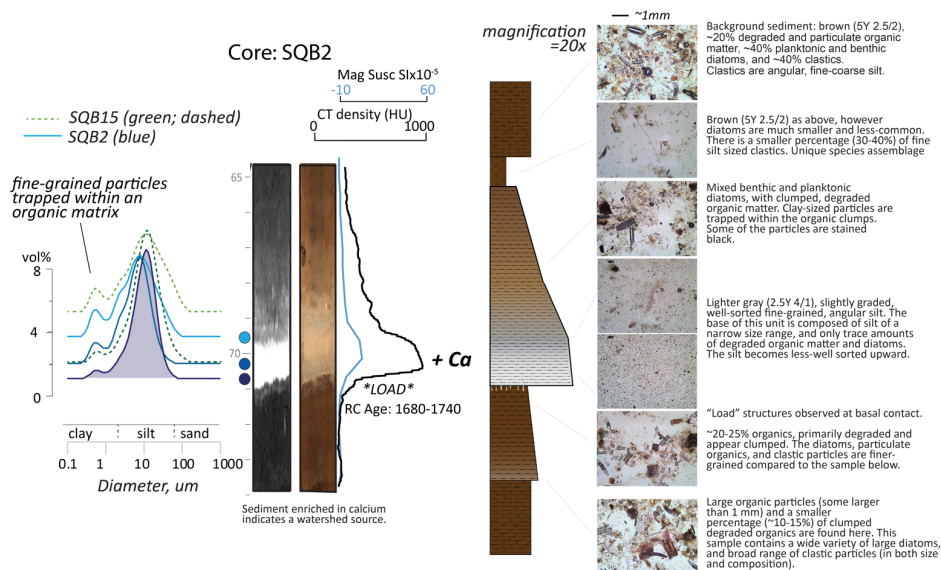 Core: SQB2
Mag Susc SIx10-5
-10 60
CT density (HU)
0 1000
SQB15 (green; dashed)
SQB2 (blue)
fine-grained particles
trapped within an
organic matrix
vol%
8
4
2
0
clay silt sand
0.1 1 10 100 1000
Diameter, um
65
70
+ Ca
*LOAD*
RC Age: 1680-1740
Sediment enriched in calcium
indicates a watershed source.
magnification
=20x
~1mm
Background sediment: brown (5Y 2.5/2),
~20% degraded and particulate organic
matter, ~40% planktonic and benthic
diatoms, and ~40% clastics.
Clastics are angular, fine-coarse silt.
Brown (5Y 2.5/2) as above, however
diatoms are much smaller and less-common.
There is a smaller percentage (30-40%) of fine
silt sized clastics. Unique species assemblage
Mixed benthic and planktonic
diatoms, with clumped, degraded
organic matter. Clay-sized particles are
trapped within the organic clumps.
Some of the particles are stained
black.
Lighter gray (2.5Y 4/1), slightly graded,
well-sorted fine-grained, angular silt. The
base of this unit is composed of silt of a
narrow size range, and only trace amounts
of degraded organic matter and diatoms.
The silt becomes less-well sorted upward.
“Load” structures observed at basal contact.
~20-25% organics, primarily degraded and
appear clumped. The diatoms, particulate
organics, and clastic particles are finer-
grained compared to the sample below.
Large organic particles (some larger
than 1 mm) and a smaller
percentage (~10-15%) of clumped
degraded organics are found here. This
sample contains a wide variety of large diatoms,
and broad range of clastic particles (in both size
and composition).